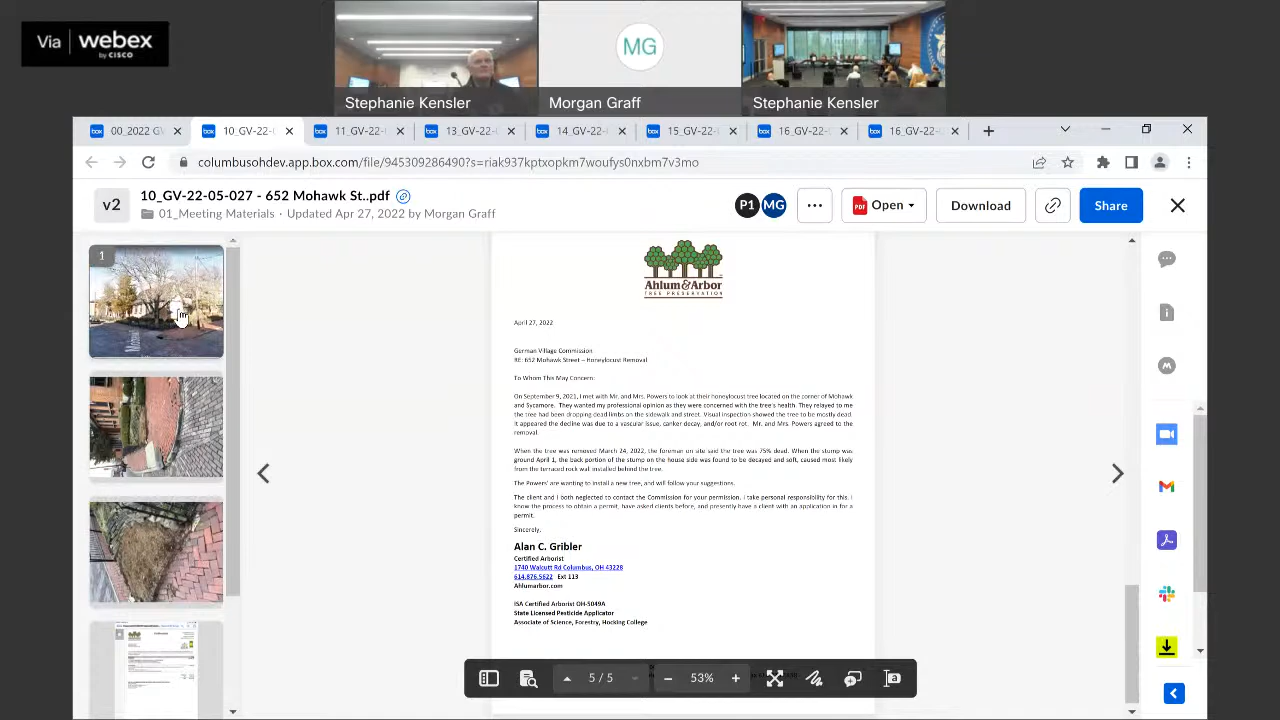 Via webex
by CISCO
MG
Stephanie Kensler
Morgan Graff
Stephanie Kensler
00_2022 GV
10_GV-22-
11_GV-22-
13_GV-22-
14_GV-22-
15_GV-22-
16_GV-22-
16_GV-22-
columbusohdev.app.box.com/file/945309286490?s=riak937kptxopkm7woufys0nxbm7v3mo
v2
10_GV-22-05-027 - 652 Mohawk St..pdf
01_Meeting Materials · Updated Apr 27, 2022 by Morgan Graff
P1
MG
PDF
Open
Download
Share
1
Ahlum&Arbor
TREE PRESERVATION
April 27, 2022
German Village Commission
RE: 652 Mohawk Street – Honeylocust Removal
To Whom This May Concern:
On September 9, 2021, I met with Mr. and Mrs. Powers to look at their honeylocust tree located on the corner of Mohawk
and Sycamore. They wanted my professional opinion as they were concerned with the tree's health. They relayed to me
the tree had been dropping dead limbs on the sidewalk and street. Visual inspection showed the tree to be mostly dead.
It appeared the decline was due to a vascular issue, canker decay, and/or root rot. Mr. and Mrs. Powers agreed to the
removal.
When the tree was removed March 24, 2022, the foreman on site said the tree was 75% dead. When the stump was
ground April 1, the back portion of the stump on the house side was found to be decayed and soft, caused most likely
from the terraced rock wall installed behind the tree.
The Powers' are wanting to install a new tree, and will follow your suggestions.
The client and I both neglected to contact the Commission for your permission. I take personal responsibility for this. I
know the process to obtain a permit, have asked clients before, and presently have a client with an application in for a
permit.
Sincerely,
Alan C. Gribler
Certified Arborist
1740 Walcutt Rd Columbus, OH 43228
614.876.5622 Ext 113
Ahlumarbor.com
ISA Certified Arborist OH-5049A
State Licensed Pesticide Applicator
Associate of Science, Forestry, Hocking College
5 / 5
53%